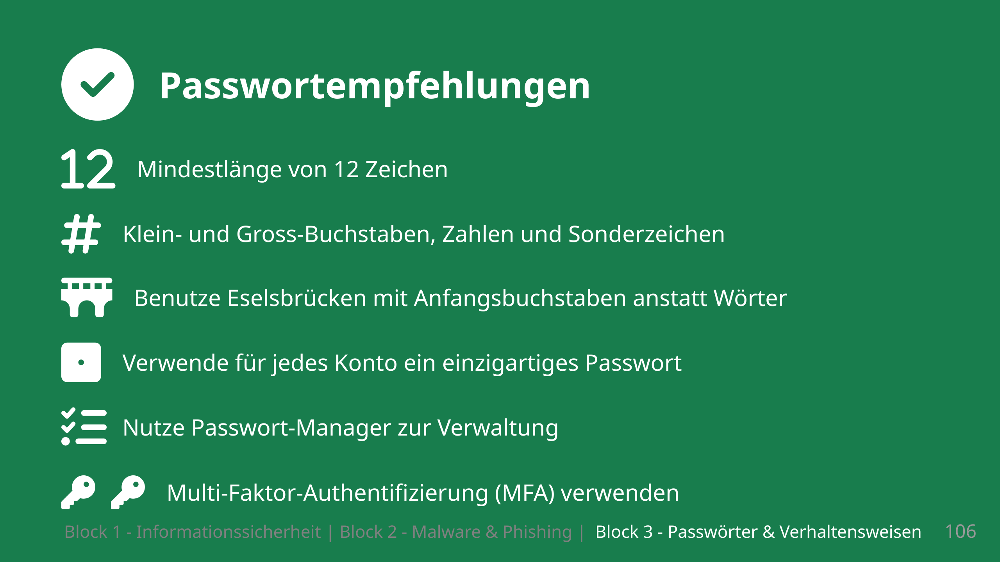 Passwortempfehlungen
12 Mindestlänge von 12 Zeichen
# Klein- und Gross-Buchstaben, Zahlen und Sonderzeichen
Benutze Eselsbrücken mit Anfangsbuchstaben anstatt Wörter
Verwende für jedes Konto ein einzigartiges Passwort
Nutze Passwort-Manager zur Verwaltung
Multi-Faktor-Authentifizierung (MFA) verwenden
Block 1 - Informationssicherheit | Block 2 - Malware & Phishing | Block 3 - Passwörter & Verhaltensweisen 106